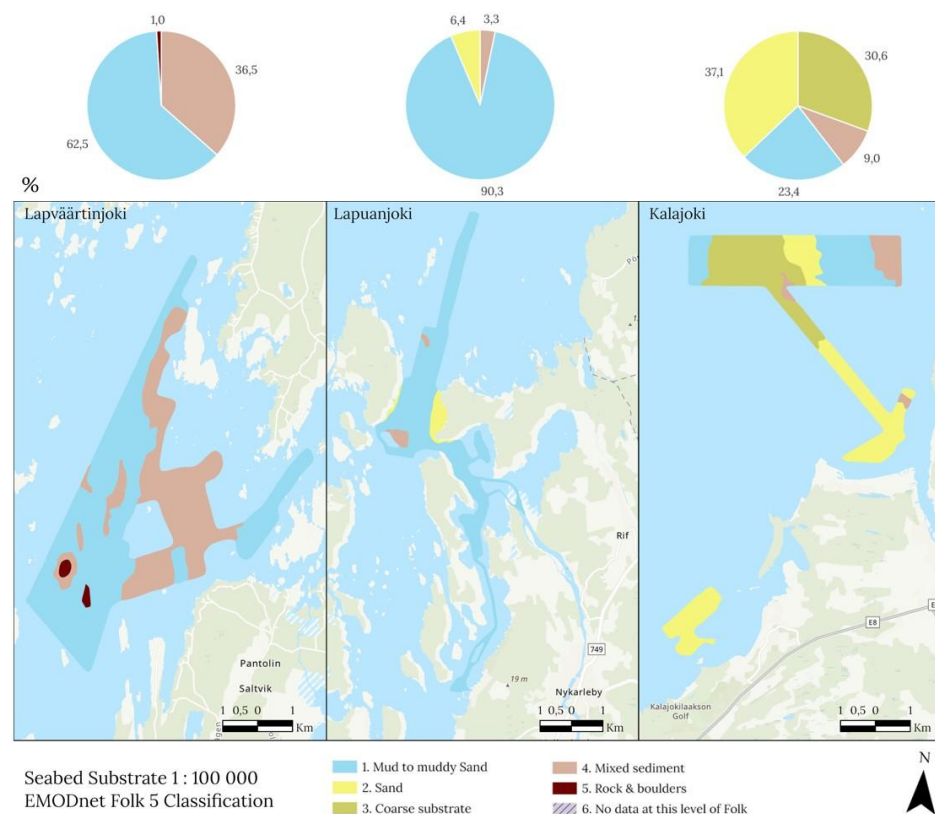 1,0
36,5
62,5
6,4
3,3
90,3
37,1
30,6
9,0
23,4
%
Lapväärtinjoki
Lapuanjoki
Kalajoki
Rif
749
E8
Pantolin
Saltvik
19 m
Nykarleby
Kalajokilaakson
Golf
1 0,5 0 1
Km
1 0,5 0 1
Km
1 0,5 0 1
Km
Seabed Substrate 1 : 100 000
EMODnet Folk 5 Classification
1. Mud to muddy Sand
2. Sand
3. Coarse substrate
4. Mixed sediment
5. Rock & boulders
6. No data at this level of Folk
N